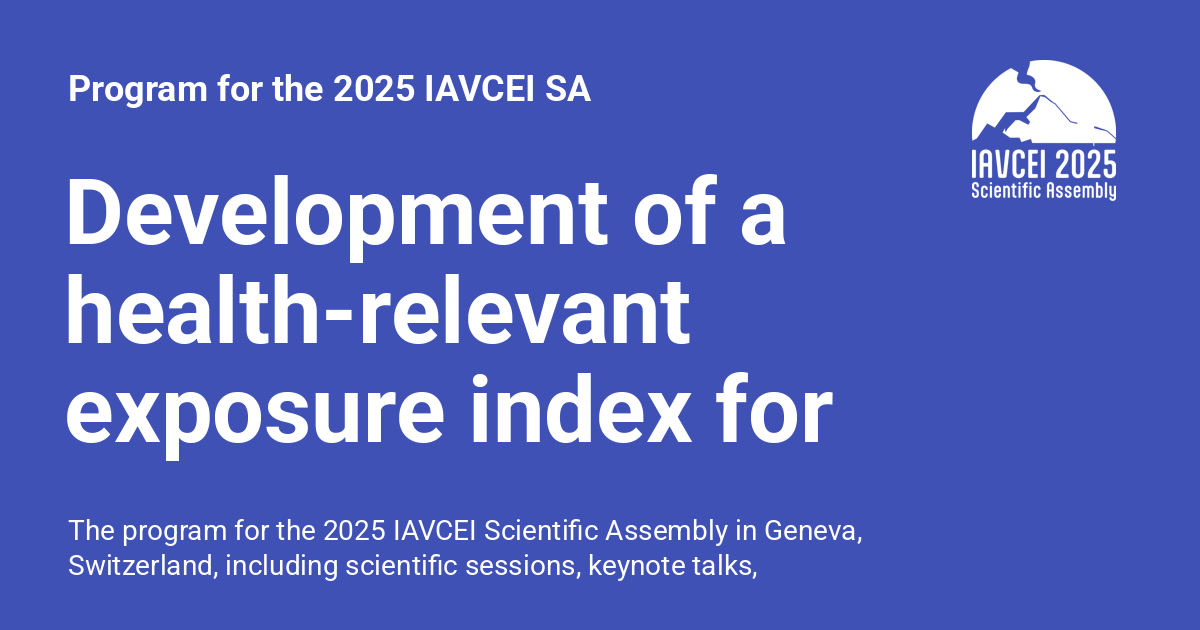 Program for the 2025 IAVCEI SA
IAVCEI 2025
Scientific Assembly
Development of a
health-relevant
exposure index for
The program for the 2025 IAVCEI Scientific Assembly in Geneva,
Switzerland, including scientific sessions, keynote talks,